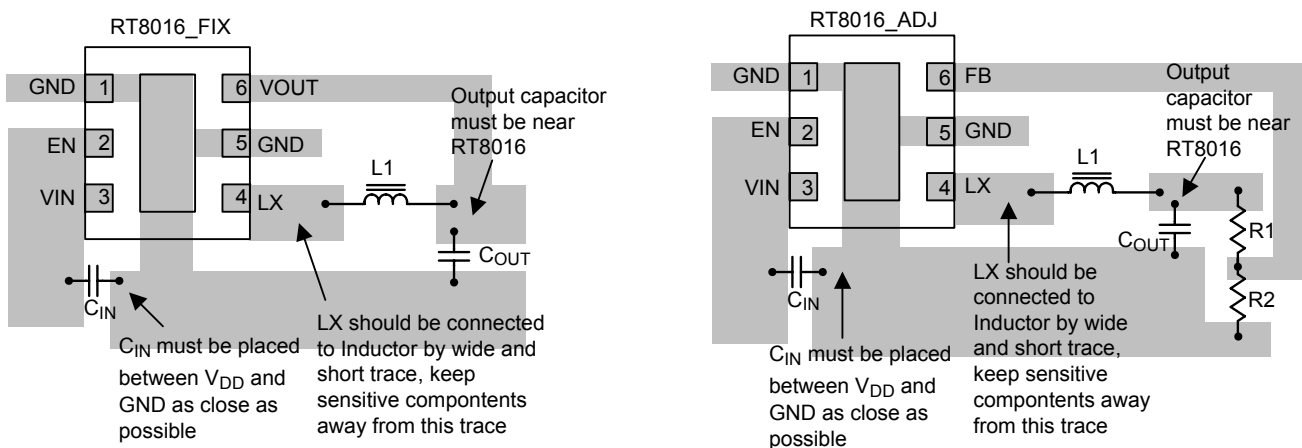 RT8016_FIX
GND 1
6 VOUT
EN 2
5 GND
VIN 3
4 LX
Output capacitor
must be near
RT8016
L1
COUT
CIN
CIN must be placed
between VDD and
GND as close as
possible
LX should be connected
to Inductor by wide and
short trace, keep
sensitive compontents
away from this trace
RT8016_ADJ
GND 1
6 FB
EN 2
5 GND
VIN 3
4 LX
Output
capacitor
must be near
RT8016
L1
COUT
R1
R2
CIN
CIN must be placed
between VDD and
GND as close as
possible
LX should be
connected to
Inductor by wide
and short trace,
keep sensitive
compontents away
from this trace